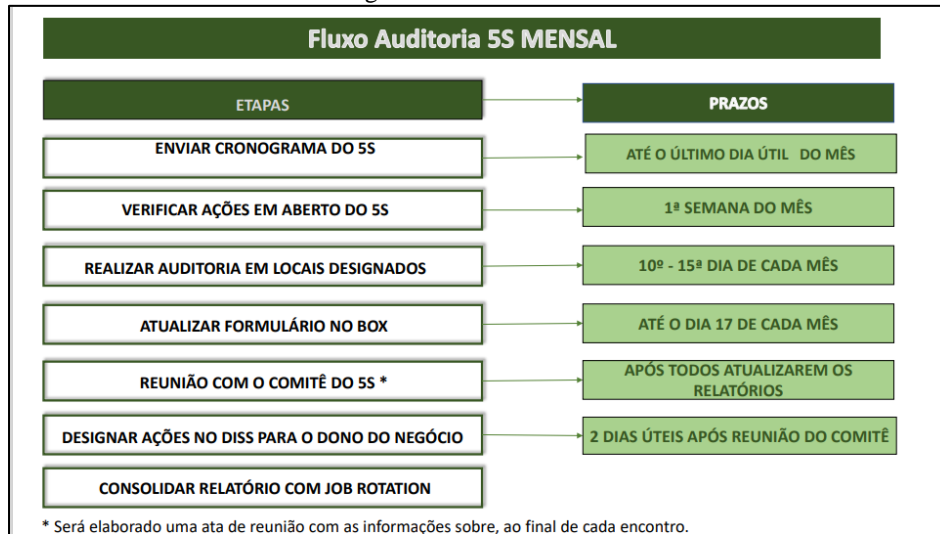 Fluxo Auditoria 5S MENSAL
ETAPAS
PRAZOS
ENVIAR CRONOGRAMA DO 5S
ATÉ O ÚLTIMO DIA ÚTIL DO MÊS
VERIFICAR AÇÕES EM ABERTO DO 5S
1ª SEMANA DO MÊS
REALIZAR AUDITORIA EM LOCAIS DESIGNADOS
10º - 15ª DIA DE CADA MÊS
ATUALIZAR FORMULÁRIO NO BOX
ATÉ O DIA 17 DE CADA MÊS
REUNIÃO COM O COMITÊ DO 5S *
APÓS TODOS ATUALIZAREM OS
RELATÓRIOS
DESIGNAR AÇÕES NO DISS PARA O DONO DO NEGÓCIO
2 DIAS ÚTEIS APÓS REUNIÃO DO COMITÊ
CONSOLIDAR RELATÓRIO COM JOB ROTATION
* Será elaborado uma ata de reunião com as informações sobre, ao final de cada encontro.